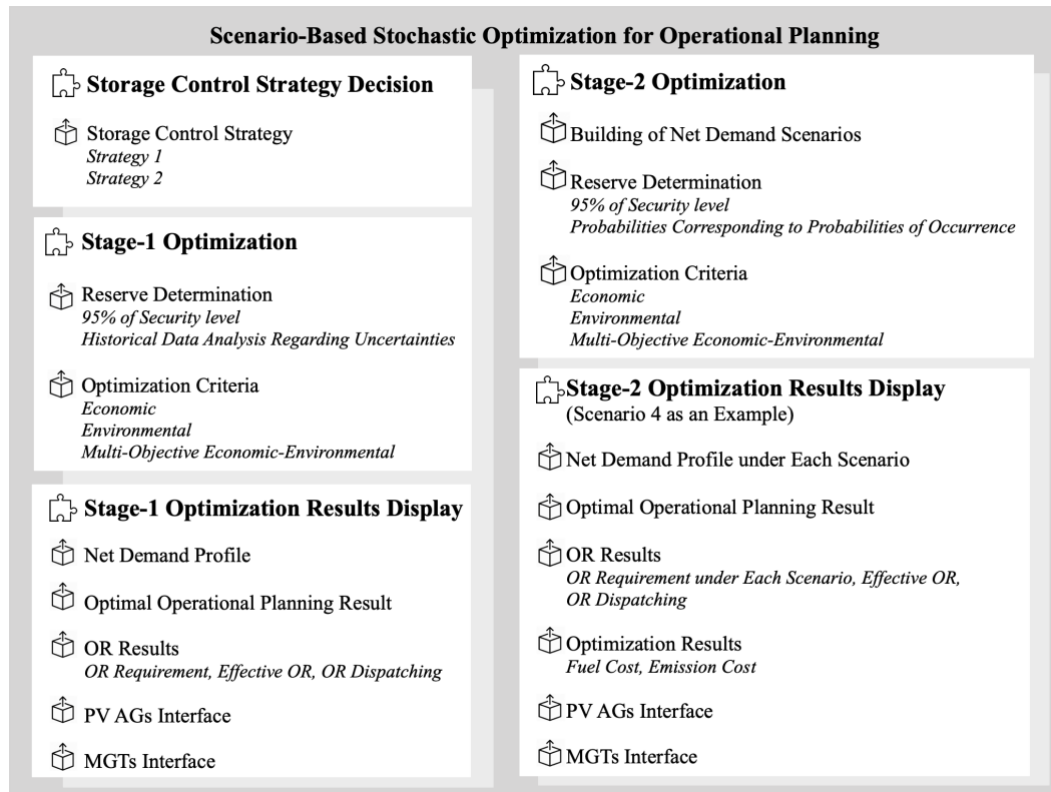 Scenario-Based Stochastic Optimization for Operational Planning
Storage Control Strategy Decision
Storage Control Strategy
Strategy 1
Strategy 2
Stage-1 Optimization
Reserve Determination
95% of Security level
Historical Data Analysis Regarding Uncertainties
Optimization Criteria
Economic
Environmental
Multi-Objective Economic-Environmental
Stage-1 Optimization Results Display
Net Demand Profile
Optimal Operational Planning Result
OR Results
OR Requirement, Effective OR, OR Dispatching
PV AGs Interface
MGTs Interface
Stage-2 Optimization
Building of Net Demand Scenarios
Reserve Determination
95% of Security level
Probabilities Corresponding to Probabilities of Occurrence
Optimization Criteria
Economic
Environmental
Multi-Objective Economic-Environmental
Stage-2 Optimization Results Display
(Scenario 4 as an Example)
Net Demand Profile under Each Scenario
Optimal Operational Planning Result
OR Results
OR Requirement under Each Scenario, Effective OR,
OR Dispatching
Optimization Results
Fuel Cost, Emission Cost
PV AGs Interface
MGTs Interface